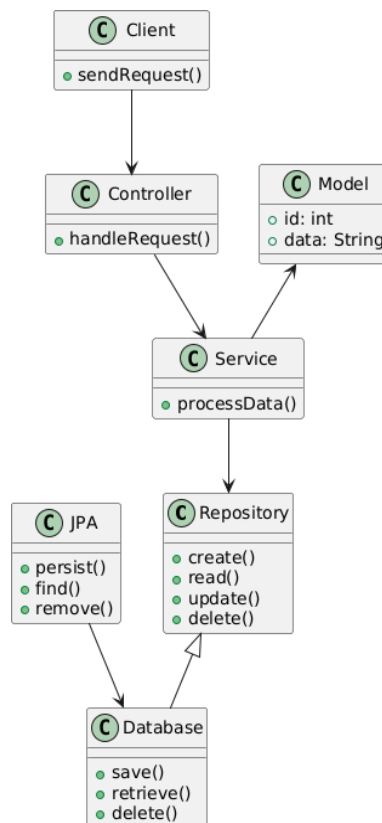 C Client
sendRequest()
C Controller
handleRequest()
C Model
id: int
data: String
C Service
processData()
C JPA
persist()
find()
remove()
C Repository
create()
read()
update()
delete()
C Database
save()
retrieve()
delete()